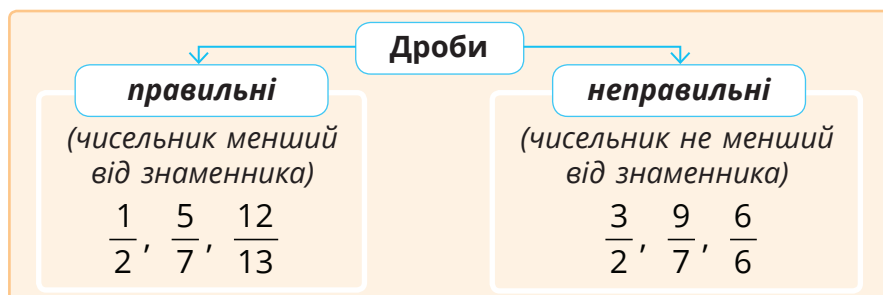 Дроби
правильні
(чисельник менший
від знаменника)
1/2, 5/7, 12/13
неправильні
(чисельник не менший
від знаменника)
3/2, 9/7, 6/6